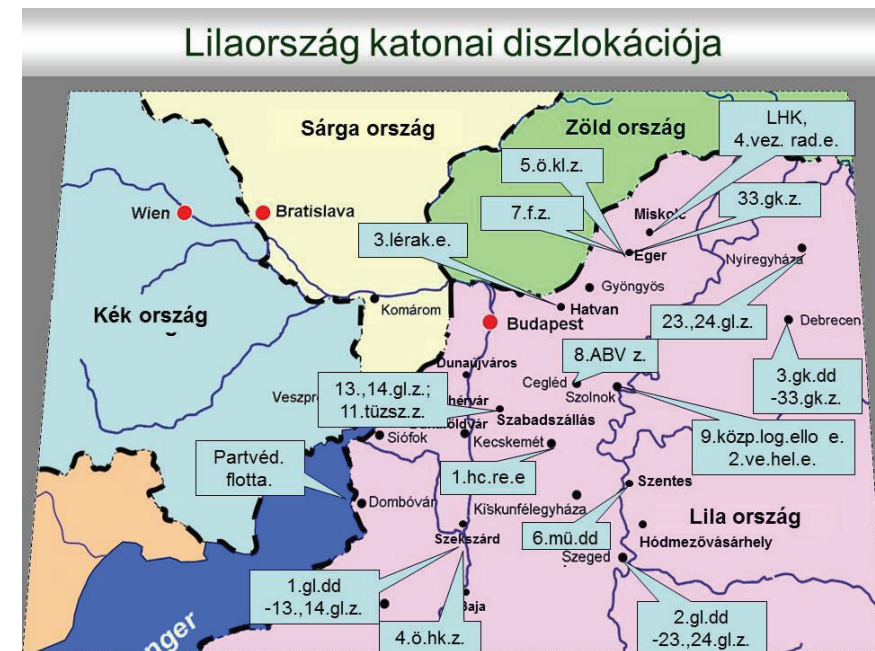 Lilaország katonai diszlokációja
Sárga ország
Zöld ország
LHK,
4.vez. rad.e.
5.ö.kl.z.
Wien
Bratislava
7.f.z.
33.gk.z.
3.lérak.e.
Eger
Nyíregyháza
Gyöngyös
Kék ország
Komárom
Hatvan
Budapest
23.,24.gl.z.
Debrecen
8.ABV z.
Dunaújváros
Cegléd
Szolnok
3.gk.dd
-33.gk.z.
13.,14.gl.z.;
11.tüzsz.z.
Szabadszállás
Siófok
Kecskemét
9.közp.log.ello e.
2.ve.hel.e.
Partvéd.
flotta.
1.hc.re.e
Szentes
Dombóvár
Kiskunfélegyháza
Lila ország
Szekszárd
6.mü.dd
Hódmezővásárhely
Szeged
1.gl.dd
-13.,14.gl.z.
4.ö.hk.z.
2.gl.dd
-23.,24.gl.z.